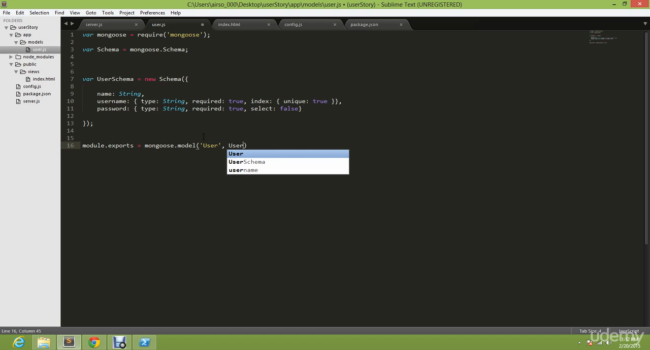 C:\Users\airso_000\Desktop\userStory\app\models\user.js • (userStory) - Sublime Text (UNREGISTERED)
File Edit Selection Find View Goto Tools Project Preferences Help
FOLDERS
userStory
app
models
user.js
node_modules
public
views
index.html
config.js
package.json
server.js
server.js user.js index.html config.js package.json
1 var mongoose = require('mongoose');
2
3 var Schema = mongoose.Schema;
4
5
6
7 var UserSchema = new Schema({
8
9 name: String,
10 username: { type: String, required: true, index: { unique: true }},
11 password: { type: String, required: true, select: false}
12
13 });
14
15
16 module.exports = mongoose.model('User', User)
User
UserSchema
username
Line 16, Column 45
Tab Size: 4
JavaScript
udemy